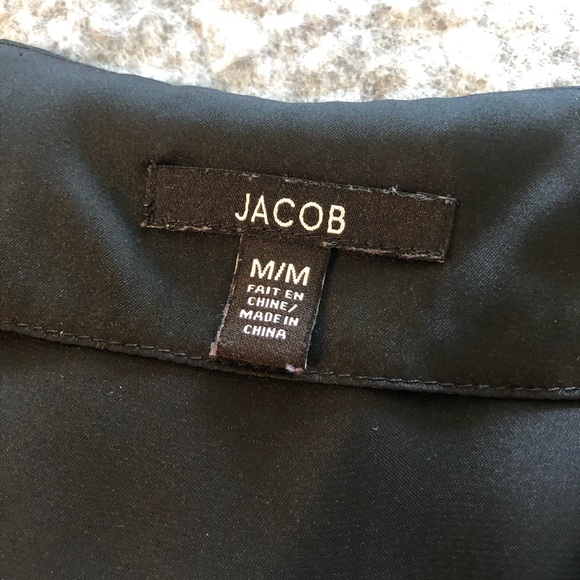 JACOB
M/M
FAIT EN
CHINE/
MADE IN
CHINA